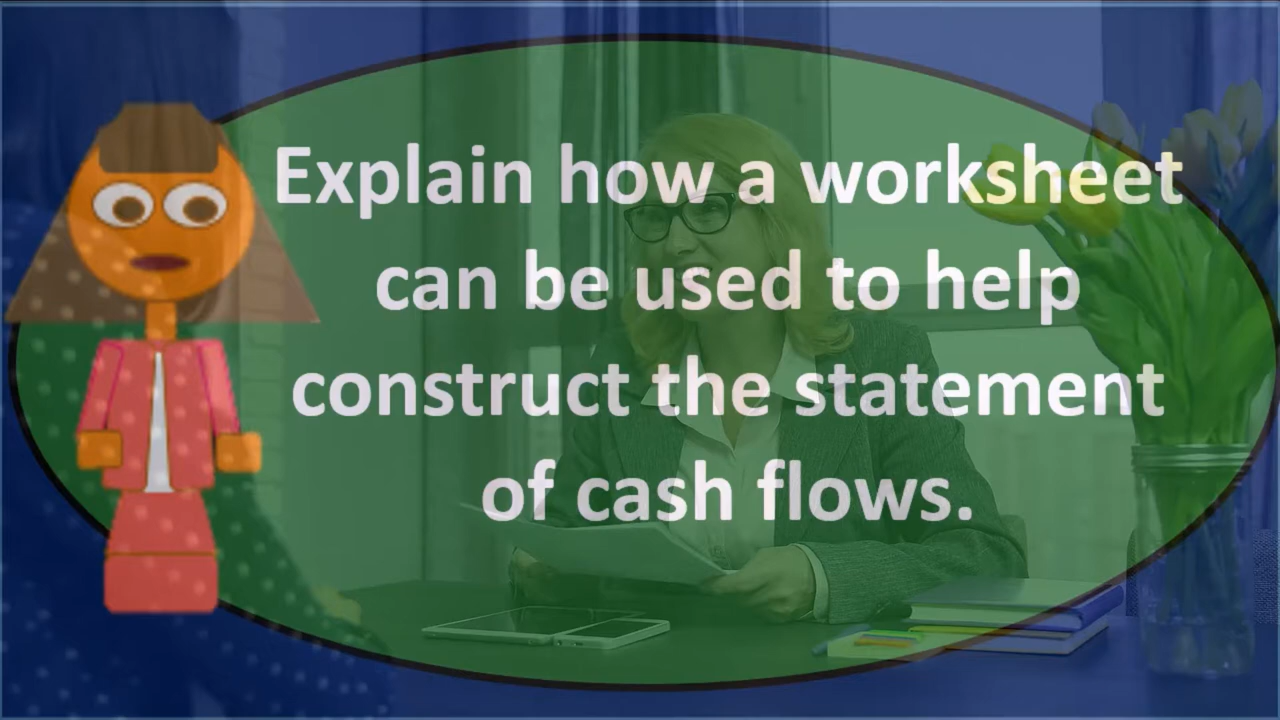 Explain how a worksheet
can be used to help
construct the statement
of cash flows.